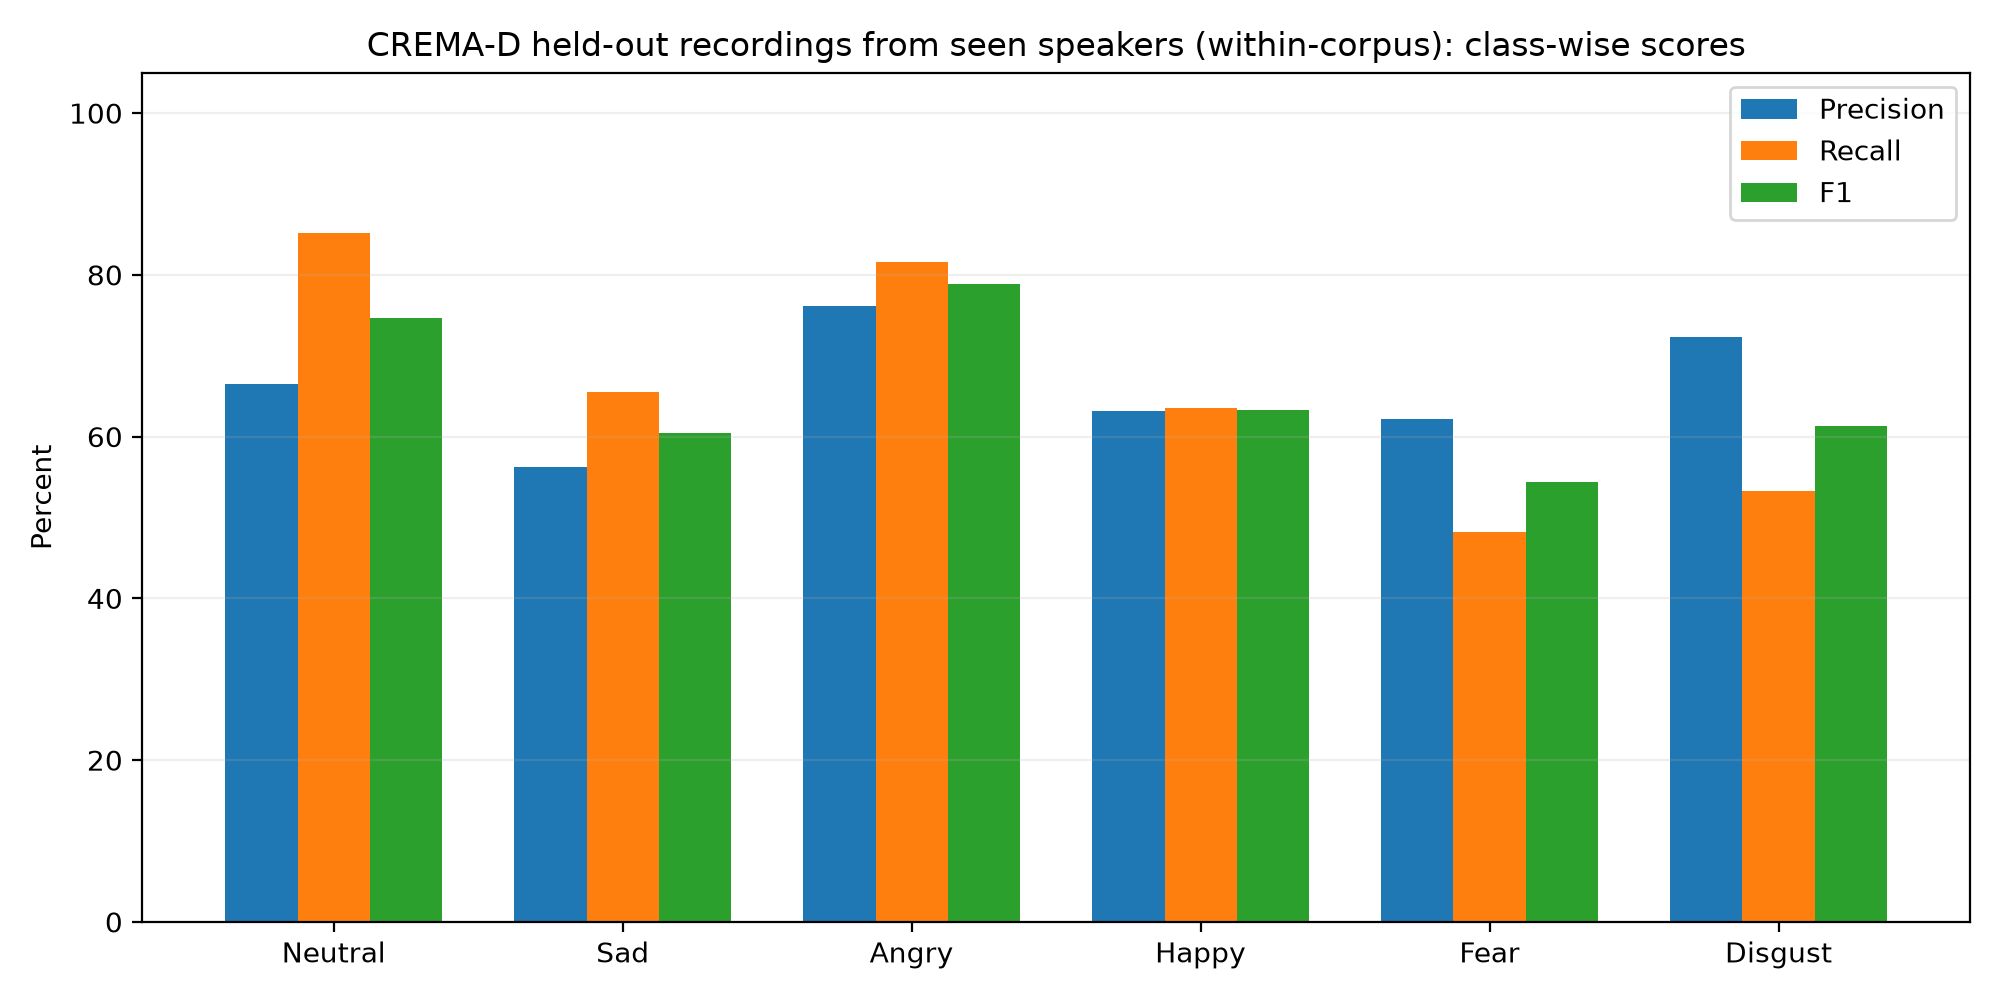 CREMA-D held-out recordings from seen speakers (within-corpus): class-wise scores
Precision
Recall
F1
Percent
100
80
60
40
20
0
Neutral
Sad
Angry
Happy
Fear
Disgust